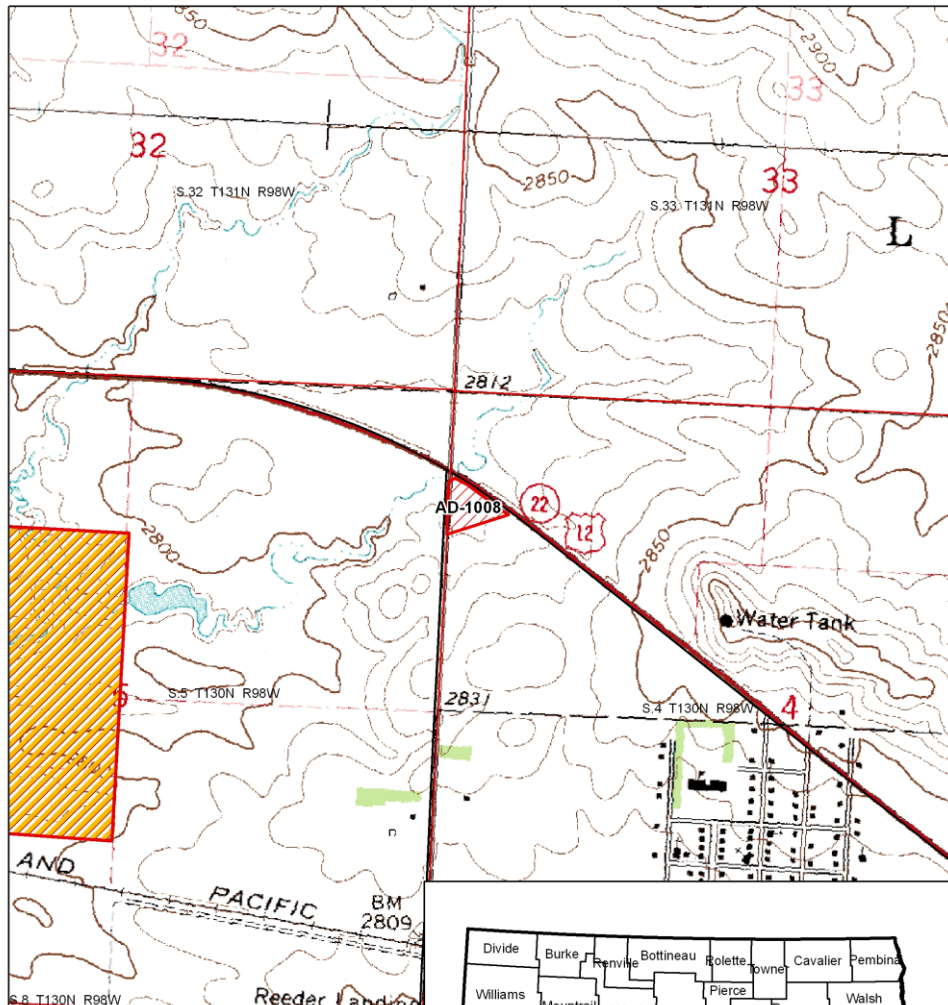 2850
32
2900
33
32
2850
33
S.32 T131N R98W
S.33 T131N R98W
L
2850
2812
AD-1008
22
12
2850
2800
Water Tank
5
S.5 T130N R98W
2831
S.4 T130N R98W
4
AND
PACIFIC
BM
2809
Divide
Burke
Renville
Bottineau
Rolette
Towner
Cavalier
Pembina
Williams
Mountrail
Pierce
Walsh
S.8 T130N R98W
Reeder Landing